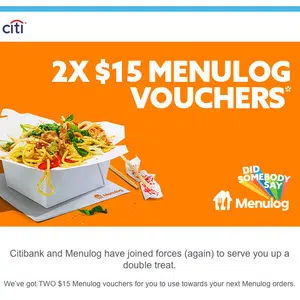 citi
2X $15 MENULOG
VOUCHERS☆
DID
SOMEBODY
SAY
Menulog
Citibank and Menulog have joined forces (again) to serve you up a
double treat.
We've got TWO $15 Menulog vouchers for you to use towards your next Menulog orders.